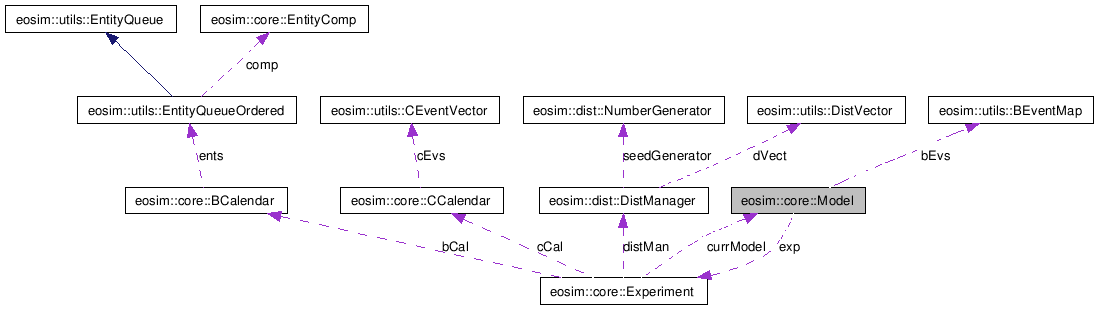 eosim::utils::EntityQueue
eosim::core::EntityComp
comp
eosim::utils::EntityQueueOrdered
eosim::utils::CEventVector
eosim::dist::NumberGenerator
eosim::utils::DistVector
eosim::utils::BEventMap
ents
cEvs
seedGenerator
dVect
bEvs
eosim::core::BCalendar
eosim::core::CCalendar
eosim::dist::DistManager
eosim::core::Model
bCal
cCal
distMan
currModel
exp
eosim::core::Experiment